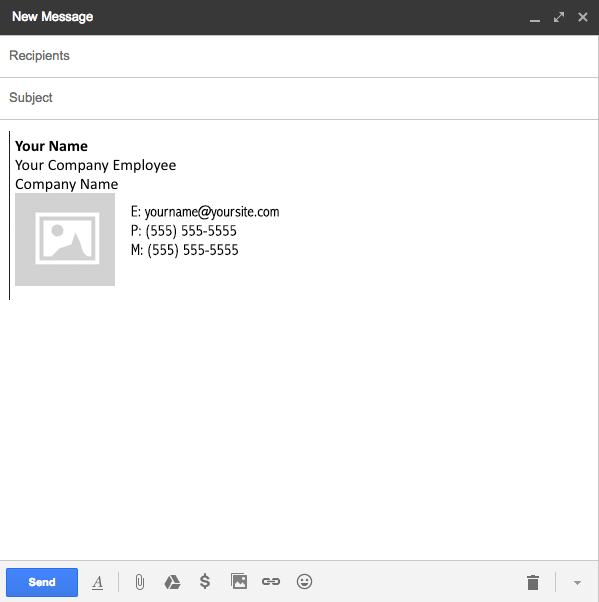 New Message
Recipients
Subject
Your Name
Your Company Employee
Company Name
E: yourname@yoursite.com
P: (555) 555-5555
M: (555) 555-5555
Send
A
$